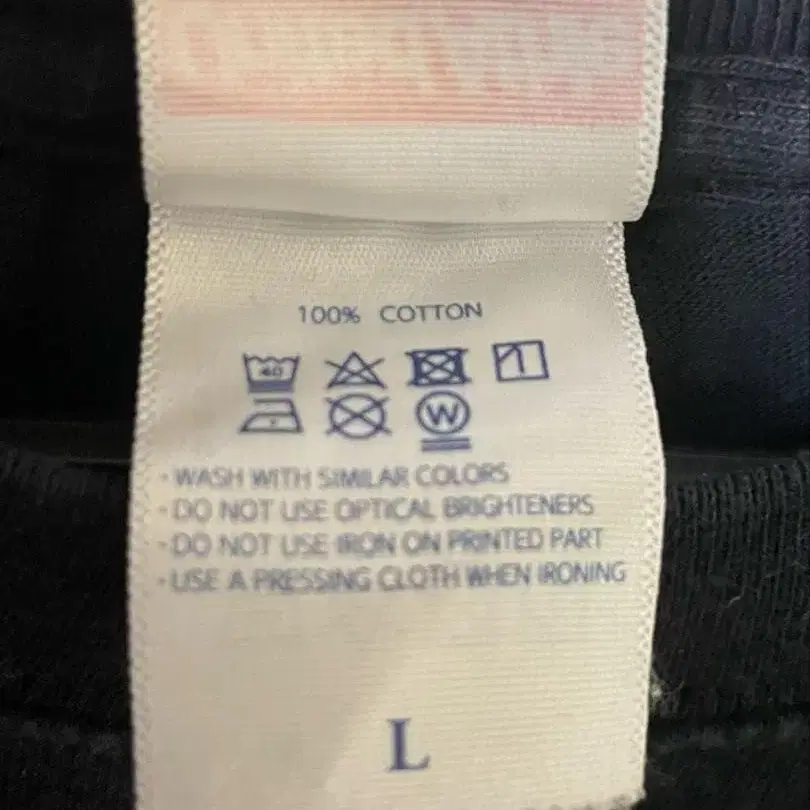 100% COTTON
40
W
· WASH WITH SIMILAR COLORS
· DO NOT USE OPTICAL BRIGHTENERS
· DO NOT USE IRON ON PRINTED PART
· USE A PRESSING CLOTH WHEN IRONING
L